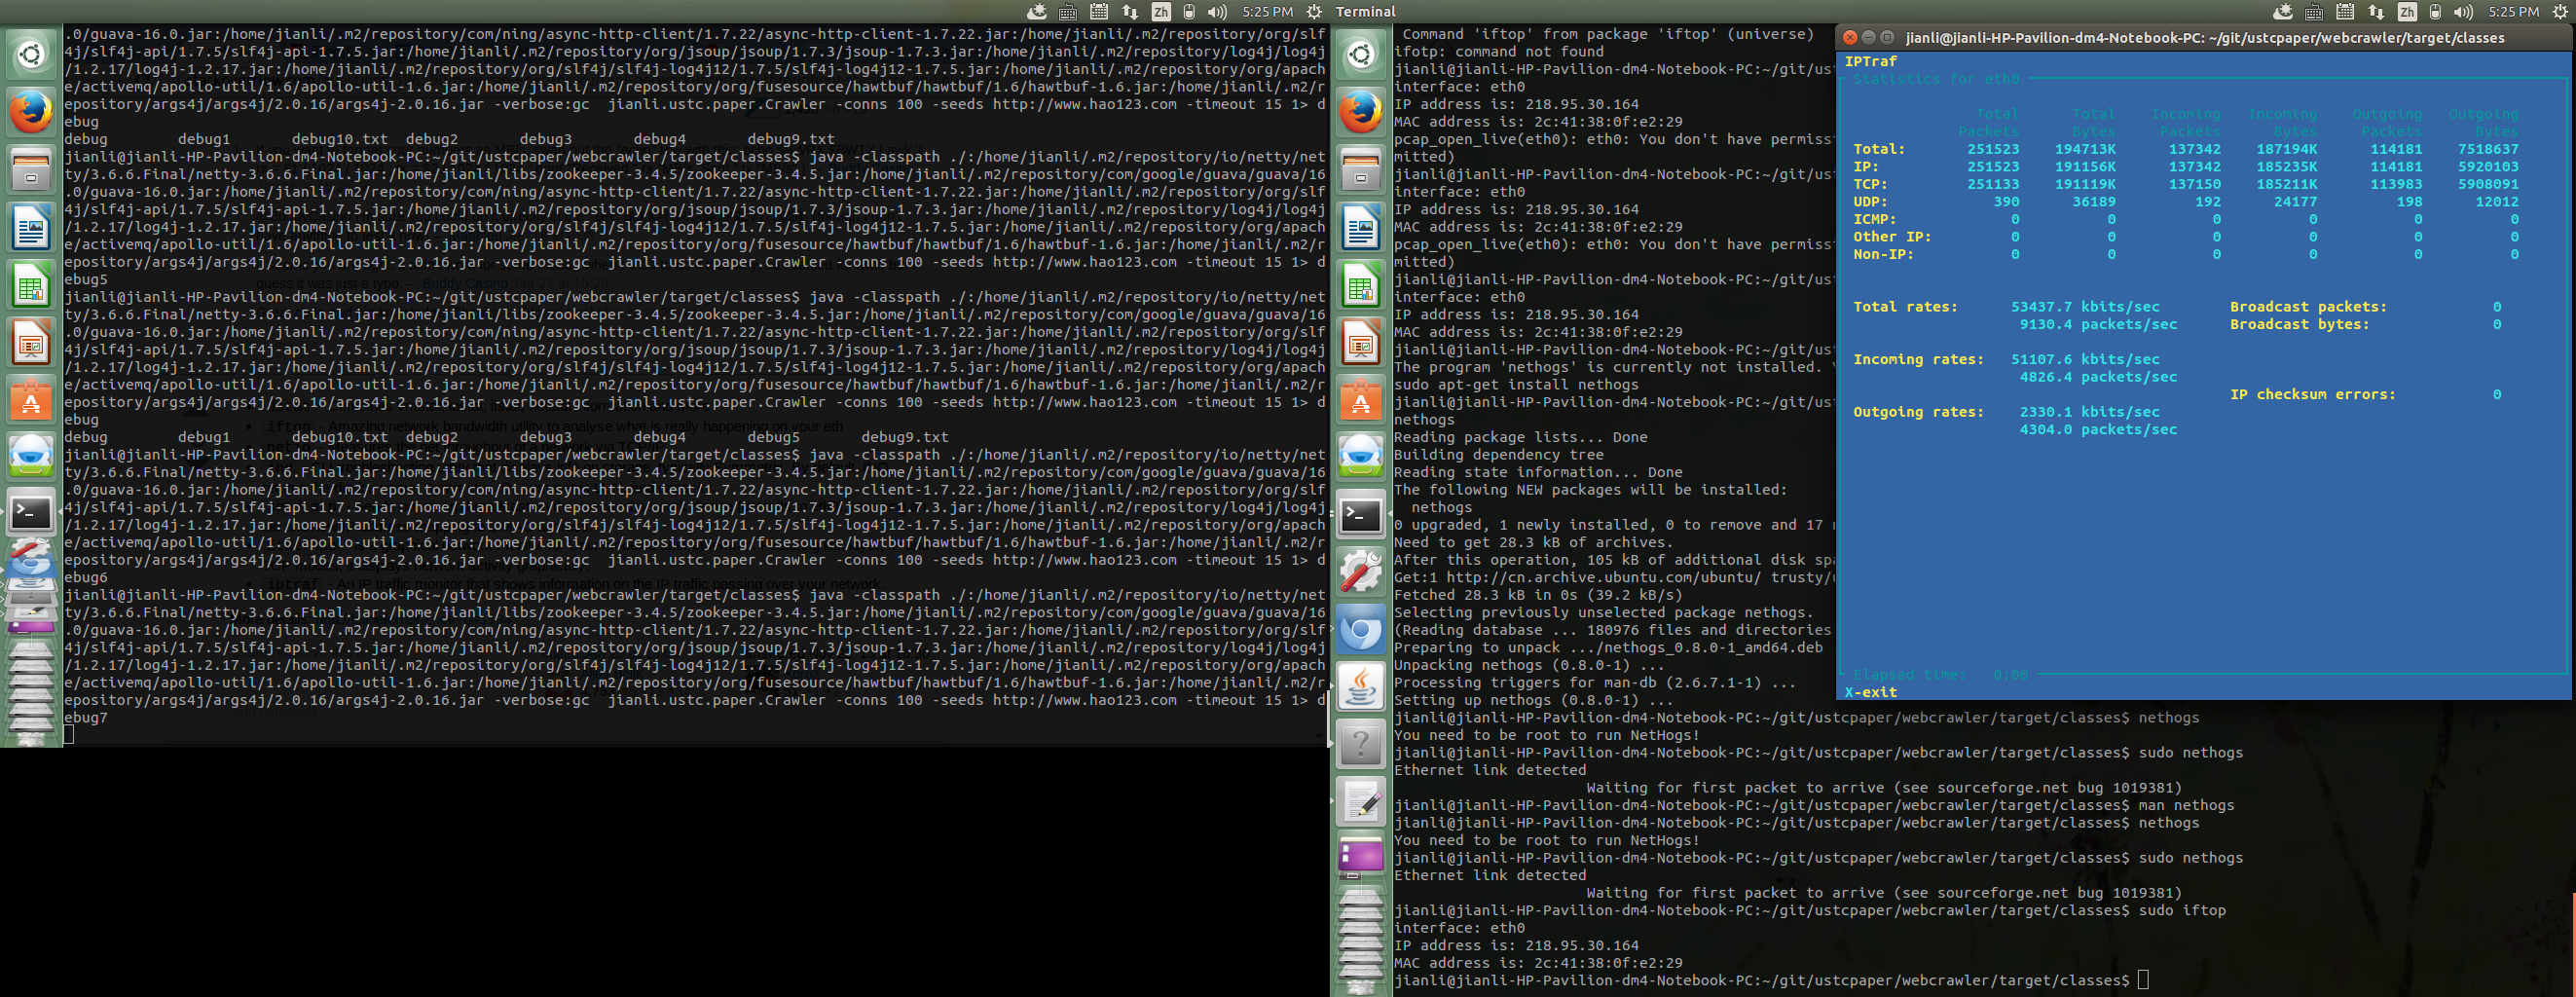 Zh 5:25 PM Terminal Zh 5:25 PM
.0/guava-16.0.jar:/home/jianli/.m2/repository/com/ning/async-http-client/1.7.22/async-http-client-1.7.22.jar:/home/jianli/.m2/repository/org/slf
4j/slf4j-api/1.7.5/slf4j-api-1.7.5.jar:/home/jianli/.m2/repository/org/jsoup/jsoup/1.7.3/jsoup-1.7.3.jar:/home/jianli/.m2/repository/log4j/log4j
/1.2.17/log4j-1.2.17.jar:/home/jianli/.m2/repository/org/slf4j/slf4j-log4j12/1.7.5/slf4j-log4j12-1.7.5.jar:/home/jianli/.m2/repository/org/apach
e/activemq/apollo-util/1.6/apollo-util-1.6.jar:/home/jianli/.m2/repository/org/fusesource/hawtbuf/hawtbuf/1.6/hawtbuf-1.6.jar:/home/jianli/.m2/r
epository/args4j/args4j/2.0.16/args4j-2.0.16.jar -verbose:gc  jianli.ustc.paper.Crawler -conns 100 -seeds http://www.hao123.com -timeout 15 1> d
ebug
debug debug1 debug10.txt debug2 debug3 debug4 debug9.txt
jianli@jianli-HP-Pavilion-dm4-Notebook-PC:~/git/ustcpaper/webcrawler/target/classes$ java -classpath ./:/home/jianli/.m2/repository/io/netty/net
ty/3.6.6.Final/netty-3.6.6.Final.jar:/home/jianli/libs/zookeeper-3.4.5/zookeeper-3.4.5.jar:/home/jianli/.m2/repository/com/google/guava/guava/16
.0/guava-16.0.jar:/home/jianli/.m2/repository/com/ning/async-http-client/1.7.22/async-http-client-1.7.22.jar:/home/jianli/.m2/repository/org/slf
4j/slf4j-api/1.7.5/slf4j-api-1.7.5.jar:/home/jianli/.m2/repository/org/jsoup/jsoup/1.7.3/jsoup-1.7.3.jar:/home/jianli/.m2/repository/log4j/log4j
/1.2.17/log4j-1.2.17.jar:/home/jianli/.m2/repository/org/slf4j/slf4j-log4j12/1.7.5/slf4j-log4j12-1.7.5.jar:/home/jianli/.m2/repository/org/apach
e/activemq/apollo-util/1.6/apollo-util-1.6.jar:/home/jianli/.m2/repository/org/fusesource/hawtbuf/hawtbuf/1.6/hawtbuf-1.6.jar:/home/jianli/.m2/r
epository/args4j/args4j/2.0.16/args4j-2.0.16.jar -verbose:gc  jianli.ustc.paper.Crawler -conns 100 -seeds http://www.hao123.com -timeout 15 1> d
ebug5
jianli@jianli-HP-Pavilion-dm4-Notebook-PC:~/git/ustcpaper/webcrawler/target/classes$ java -classpath ./:/home/jianli/.m2/repository/io/netty/net
ty/3.6.6.Final/netty-3.6.6.Final.jar:/home/jianli/libs/zookeeper-3.4.5/zookeeper-3.4.5.jar:/home/jianli/.m2/repository/com/google/guava/guava/16
.0/guava-16.0.jar:/home/jianli/.m2/repository/com/ning/async-http-client/1.7.22/async-http-client-1.7.22.jar:/home/jianli/.m2/repository/org/slf
4j/slf4j-api/1.7.5/slf4j-api-1.7.5.jar:/home/jianli/.m2/repository/org/jsoup/jsoup/1.7.3/jsoup-1.7.3.jar:/home/jianli/.m2/repository/log4j/log4j
/1.2.17/log4j-1.2.17.jar:/home/jianli/.m2/repository/org/slf4j/slf4j-log4j12/1.7.5/slf4j-log4j12-1.7.5.jar:/home/jianli/.m2/repository/org/apach
e/activemq/apollo-util/1.6/apollo-util-1.6.jar:/home/jianli/.m2/repository/org/fusesource/hawtbuf/hawtbuf/1.6/hawtbuf-1.6.jar:/home/jianli/.m2/r
epository/args4j/args4j/2.0.16/args4j-2.0.16.jar -verbose:gc  jianli.ustc.paper.Crawler -conns 100 -seeds http://www.hao123.com -timeout 15 1> d
ebug
debug debug1 debug10.txt debug2 debug3 debug4 debug5 debug9.txt
jianli@jianli-HP-Pavilion-dm4-Notebook-PC:~/git/ustcpaper/webcrawler/target/classes$ java -classpath ./:/home/jianli/.m2/repository/io/netty/net
ty/3.6.6.Final/netty-3.6.6.Final.jar:/home/jianli/libs/zookeeper-3.4.5/zookeeper-3.4.5.jar:/home/jianli/.m2/repository/com/google/guava/guava/16
.0/guava-16.0.jar:/home/jianli/.m2/repository/com/ning/async-http-client/1.7.22/async-http-client-1.7.22.jar:/home/jianli/.m2/repository/org/slf
4j/slf4j-api/1.7.5/slf4j-api-1.7.5.jar:/home/jianli/.m2/repository/org/jsoup/jsoup/1.7.3/jsoup-1.7.3.jar:/home/jianli/.m2/repository/log4j/log4j
/1.2.17/log4j-1.2.17.jar:/home/jianli/.m2/repository/org/slf4j/slf4j-log4j12/1.7.5/slf4j-log4j12-1.7.5.jar:/home/jianli/.m2/repository/org/apach
e/activemq/apollo-util/1.6/apollo-util-1.6.jar:/home/jianli/.m2/repository/org/fusesource/hawtbuf/hawtbuf/1.6/hawtbuf-1.6.jar:/home/jianli/.m2/r
epository/args4j/args4j/2.0.16/args4j-2.0.16.jar -verbose:gc  jianli.ustc.paper.Crawler -conns 100 -seeds http://www.hao123.com -timeout 15 1> d
ebug6
jianli@jianli-HP-Pavilion-dm4-Notebook-PC:~/git/ustcpaper/webcrawler/target/classes$ java -classpath ./:/home/jianli/.m2/repository/io/netty/net
ty/3.6.6.Final/netty-3.6.6.Final.jar:/home/jianli/libs/zookeeper-3.4.5/zookeeper-3.4.5.jar:/home/jianli/.m2/repository/com/google/guava/guava/16
.0/guava-16.0.jar:/home/jianli/.m2/repository/com/ning/async-http-client/1.7.22/async-http-client-1.7.22.jar:/home/jianli/.m2/repository/org/slf
4j/slf4j-api/1.7.5/slf4j-api-1.7.5.jar:/home/jianli/.m2/repository/org/jsoup/jsoup/1.7.3/jsoup-1.7.3.jar:/home/jianli/.m2/repository/log4j/log4j
/1.2.17/log4j-1.2.17.jar:/home/jianli/.m2/repository/org/slf4j/slf4j-log4j12/1.7.5/slf4j-log4j12-1.7.5.jar:/home/jianli/.m2/repository/org/apach
e/activemq/apollo-util/1.6/apollo-util-1.6.jar:/home/jianli/.m2/repository/org/fusesource/hawtbuf/hawtbuf/1.6/hawtbuf-1.6.jar:/home/jianli/.m2/r
epository/args4j/args4j/2.0.16/args4j-2.0.16.jar -verbose:gc  jianli.ustc.paper.Crawler -conns 100 -seeds http://www.hao123.com -timeout 15 1> d
ebug7
Command 'iftop' from package 'iftop' (universe)
ifotp: command not found
jianli@jianli-HP-Pavilion-dm4-Notebook-PC:~/git/ust
interface: eth0
IP address is: 218.95.30.164
MAC address is: 2c:41:38:0f:e2:29
pcap_open_live(eth0): eth0: You don't have permiss
mitted)
jianli@jianli-HP-Pavilion-dm4-Notebook-PC:~/git/ust
interface: eth0
IP address is: 218.95.30.164
MAC address is: 2c:41:38:0f:e2:29
pcap_open_live(eth0): eth0: You don't have permiss
mitted)
jianli@jianli-HP-Pavilion-dm4-Notebook-PC:~/git/ust
interface: eth0
IP address is: 218.95.30.164
MAC address is: 2c:41:38:0f:e2:29
jianli@jianli-HP-Pavilion-dm4-Notebook-PC:~/git/ust
The program 'nethogs' is currently not installed.
sudo apt-get install nethogs
jianli@jianli-HP-Pavilion-dm4-Notebook-PC:~/git/ust
nethogs
Reading package lists... Done
Building dependency tree
Reading state information... Done
The following NEW packages will be installed:
nethogs
0 upgraded, 1 newly installed, 0 to remove and 17
Need to get 28.3 kB of archives.
After this operation, 105 kB of additional disk spa
Get:1 http://cn.archive.ubuntu.com/ubuntu/ trusty/u
Fetched 28.3 kB in 0s (39.2 kB/s)
Selecting previously unselected package nethogs.
(Reading database ... 180976 files and directories
Preparing to unpack .../nethogs_0.8.0-1_amd64.deb
Unpacking nethogs (0.8.0-1) ...
Processing triggers for man-db (2.6.7.1-1) ...
Setting up nethogs (0.8.0-1) ...
jianli@jianli-HP-Pavilion-dm4-Notebook-PC:~/git/ustcpaper/webcrawler/target/classes$ nethogs
You need to be root to run NetHogs!
jianli@jianli-HP-Pavilion-dm4-Notebook-PC:~/git/ustcpaper/webcrawler/target/classes$ sudo nethogs
Ethernet link detected
Waiting for first packet to arrive (see sourceforge.net bug 1019381)
jianli@jianli-HP-Pavilion-dm4-Notebook-PC:~/git/ustcpaper/webcrawler/target/classes$ man nethogs
jianli@jianli-HP-Pavilion-dm4-Notebook-PC:~/git/ustcpaper/webcrawler/target/classes$ nethogs
You need to be root to run NetHogs!
jianli@jianli-HP-Pavilion-dm4-Notebook-PC:~/git/ustcpaper/webcrawler/target/classes$ sudo nethogs
Ethernet link detected
Waiting for first packet to arrive (see sourceforge.net bug 1019381)
jianli@jianli-HP-Pavilion-dm4-Notebook-PC:~/git/ustcpaper/webcrawler/target/classes$ sudo iftop
interface: eth0
IP address is: 218.95.30.164
MAC address is: 2c:41:38:0f:e2:29
jianli@jianli-HP-Pavilion-dm4-Notebook-PC:~/git/ustcpaper/webcrawler/target/classes$
jianli@jianli-HP-Pavilion-dm4-Notebook-PC: ~/git/ustcpaper/webcrawler/target/classes
IPTraf
Statistics for eth0
Total Total Incoming Incoming Outgoing Outgoing
Packets Bytes Packets Bytes Packets Bytes
Total: 251523 194713K 137342 187194K 114181 7518637
IP: 251523 191156K 137342 185235K 114181 5920103
TCP: 251133 191119K 137150 185211K 113983 5908091
UDP: 390 36189 192 24177 198 12012
ICMP: 0 0 0 0 0 0
Other IP: 0 0 0 0 0 0
Non-IP: 0 0 0 0 0 0
Total rates: 53437.7 kbits/sec Broadcast packets: 0
9130.4 packets/sec Broadcast bytes: 0
Incoming rates: 51107.6 kbits/sec
4826.4 packets/sec
IP checksum errors: 0
Outgoing rates: 2330.1 kbits/sec
4304.0 packets/sec
Elapsed time: 0:00
X-exit